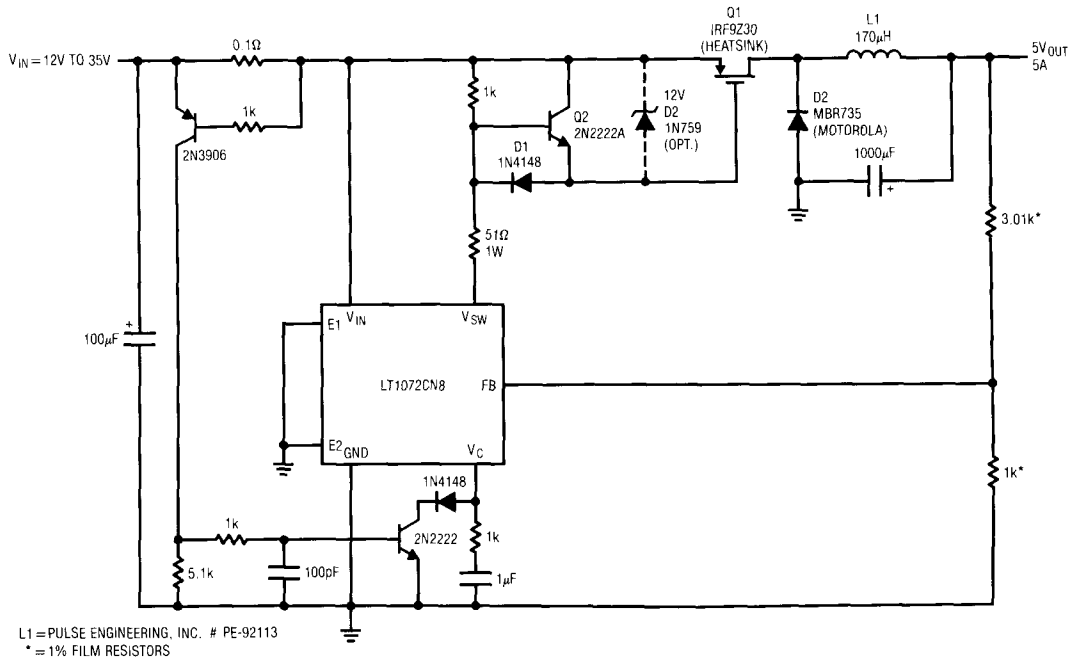 V_IN = 12V TO 35V
0.1Ω
1k
2N3906
100µF
+
1k
Q2
2N2222A
D1
1N4148
51Ω
1W
12V
D2
1N759
(OPT.)
Q1
IRF9Z30
(HEATSINK)
L1
170µH
5V_OUT
5A
D2
MBR735
(MOTOROLA)
1000µF
+
3.01k*
1k*
E1
V_IN
V_SW
LT1072CN8
FB
E2
GND
V_C
1N4148
2N2222
1k
1µF
1k
100pF
5.1k
L1 = PULSE ENGINEERING, INC. # PE-92113
* = 1% FILM RESISTORS